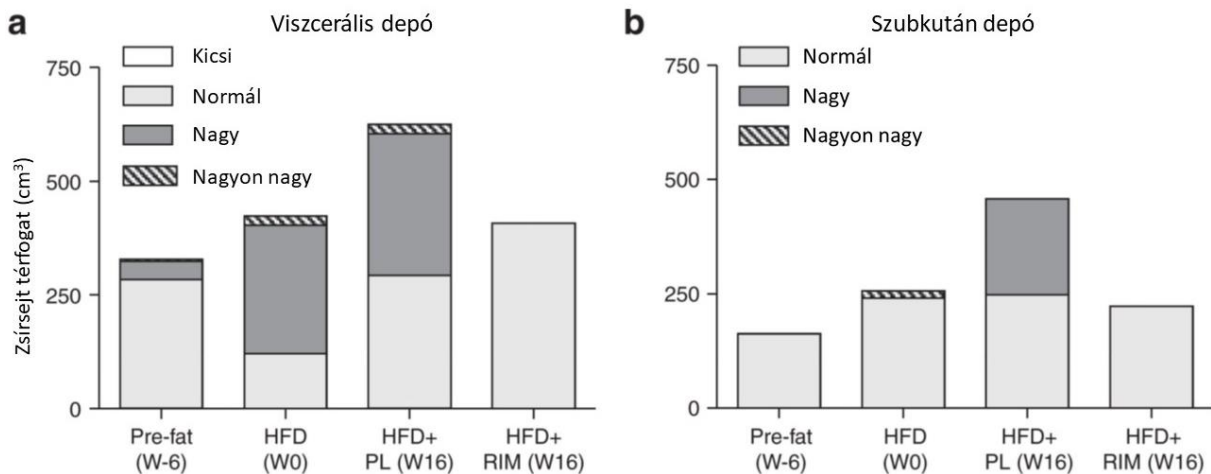 a
Viszcerális depó
Kicsi
Normál
Nagy
Nagyon nagy
Zsírsejt térfogat (cm³)
750
500
250
0
Pre-fat
(W-6)
HFD
(W0)
HFD+
PL (W16)
HFD+
RIM (W16)
b
Szubkután depó
Normál
Nagy
Nagyon nagy
750
500
250
0
Pre-fat
(W-6)
HFD
(W0)
HFD+
PL (W16)
HFD+
RIM (W16)